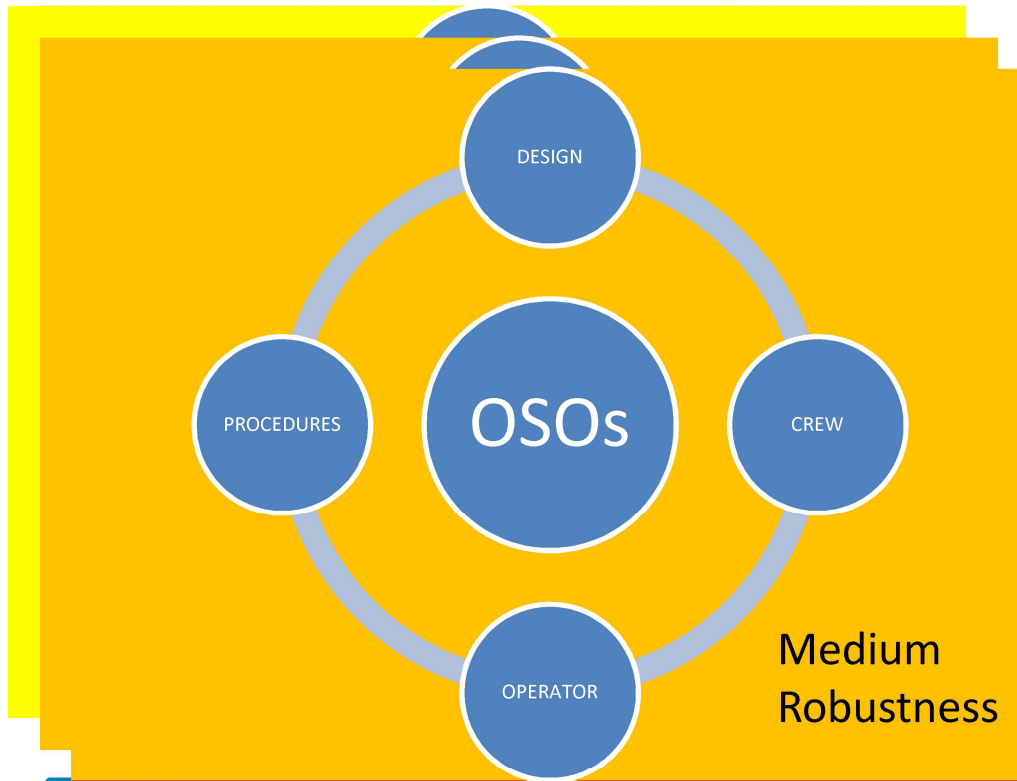 DESIGN
PROCEDURES
OSOs
CREW
OPERATOR
Medium
Robustness